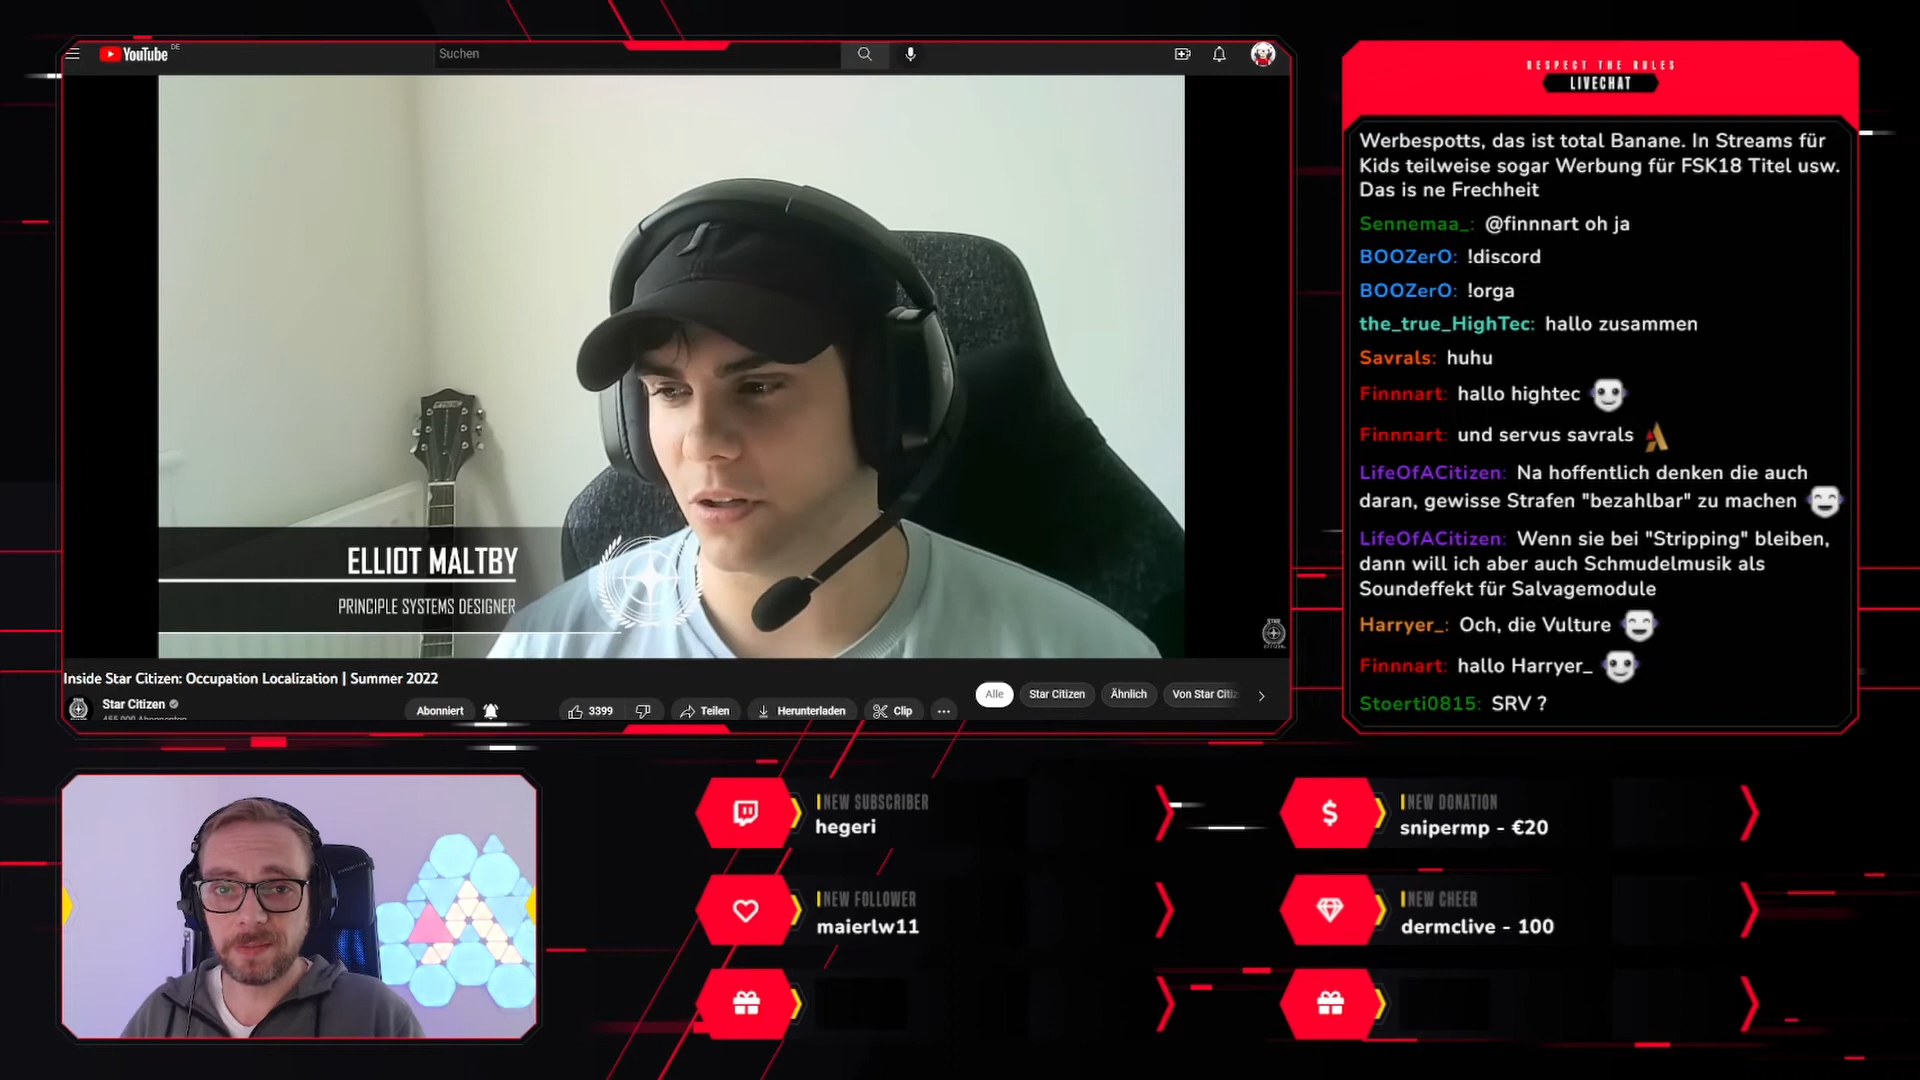 YouTube DE
Suchen
ELLIOT MALTBY
PRINCIPLE SYSTEMS DESIGNER
STAR CITIZEN
Inside Star Citizen: Occupation Localization | Summer 2022
Star Citizen
Abonniert
3399
Teilen
Herunterladen
Clip
Alle
Star Citizen
Ähnlich
Von Star Citiz
RESPECT THE RULES
LIVECHAT
Werbespotts, das ist total Banane. In Streams für
Kids teilweise sogar Werbung für FSK18 Titel usw.
Das is ne Frechheit
Sennemaa_: @finnnart oh ja
BOOZerO: !discord
BOOZerO: !orga
the_true_HighTec: hallo zusammen
Savrals: huhu
Finnnart: hallo hightec
Finnnart: und servus savrals
LifeOfACitizen: Na hoffentlich denken die auch
daran, gewisse Strafen "bezahlbar" zu machen
LifeOfACitizen: Wenn sie bei "Stripping" bleiben,
dann will ich aber auch Schmudelmusik als
Soundeffekt für Salvagemodule
Harryer_: Och, die Vulture
Finnnart: hallo Harryer_
Stoerti0815: SRV ?
NEW SUBSCRIBER
hegeri
NEW DONATION
snipermp - €20
NEW FOLLOWER
maierlw11
NEW CHEER
dermclive - 100